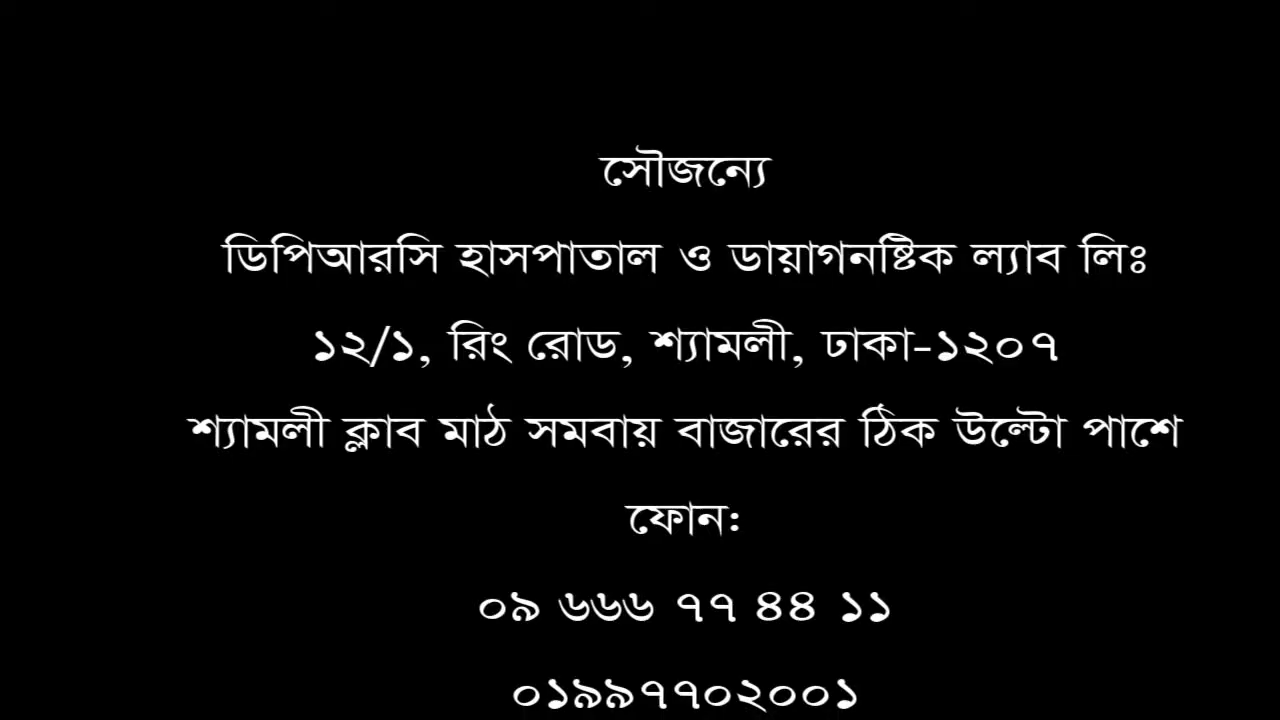 সৌজন্যে
ডিপিআরসি হাসপাতাল ও ডায়াগনষ্টিক ল্যাব লিঃ
১২/১, রিং রোড, শ্যামলী, ঢাকা-১২০৭
শ্যামলী ক্লাব মাঠ সমবায় বাজারের ঠিক উল্টো পাশে
ফোন:
০৯ ৬৬৬ ৭৭ ৪৪ ১১
০১৯৯৭৭০২০০১